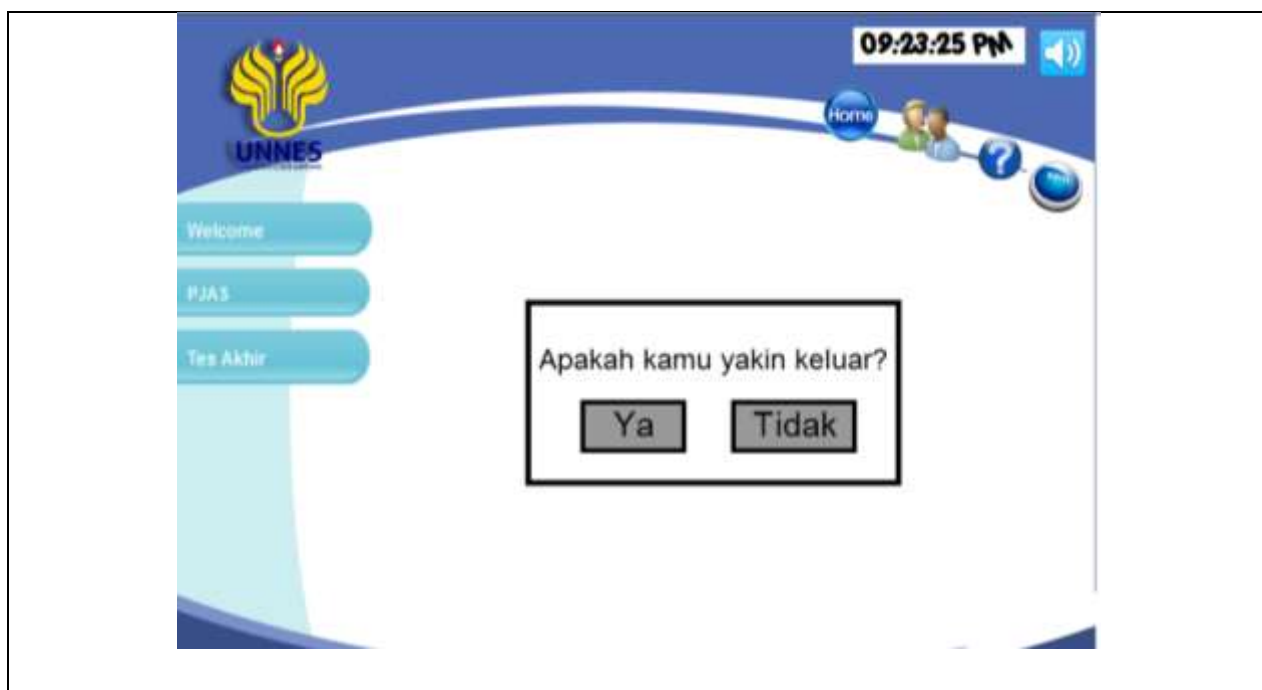 09:23:25 PM
Home
UNNES
?
Welcome
PJAS
Tes Akhir
Apakah kamu yakin keluar?
Ya
Tidak